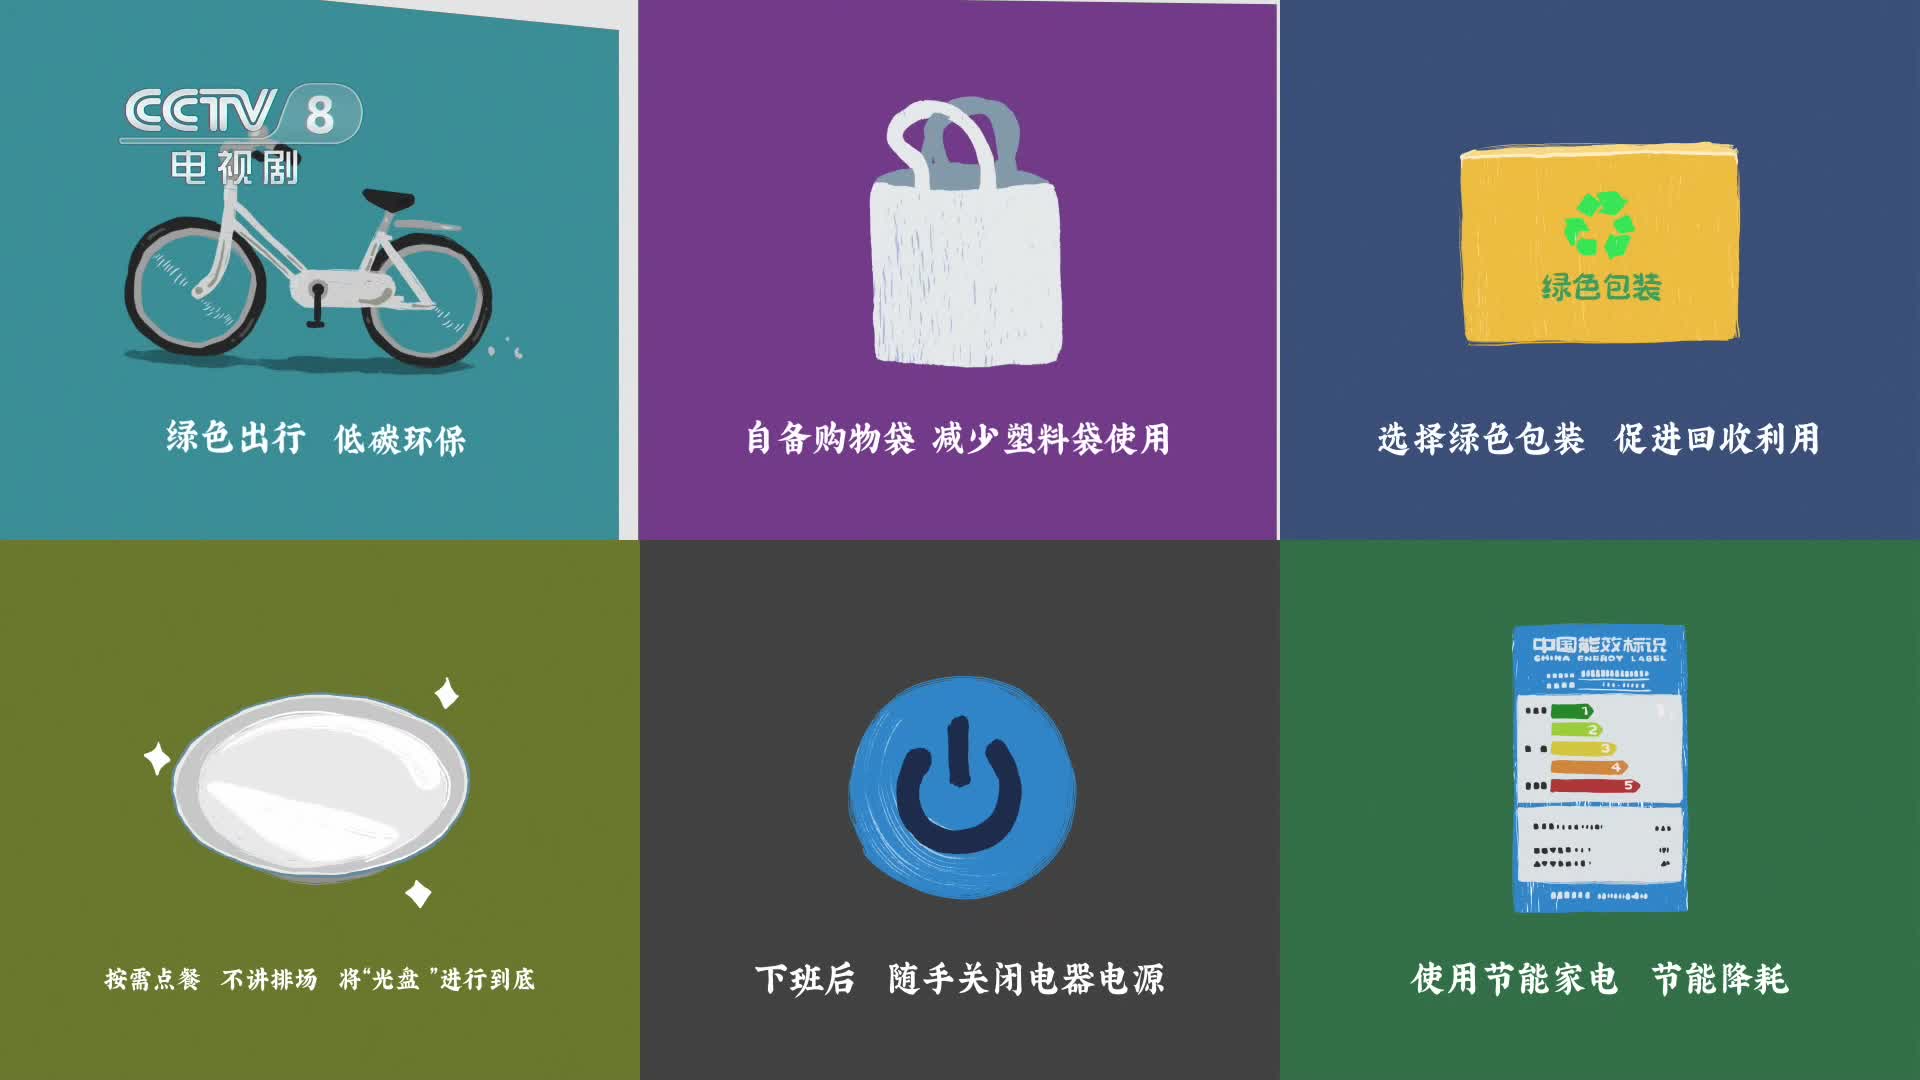 CCTV 8
电视剧
绿色出行 低碳环保
自备购物袋 减少塑料袋使用
绿色包装
选择绿色包装 促进回收利用
按需点餐 不讲排场 将“光盘”进行到底
下班后 随手关闭电器电源
中国能效标识
CHINA ENERGY LABEL
1
2
3
4
5
使用节能家电 节能降耗